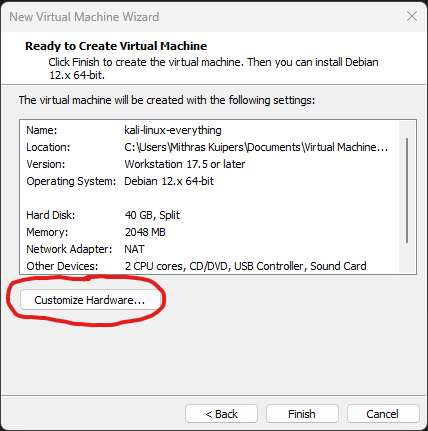 New Virtual Machine Wizard
Ready to Create Virtual Machine
Click Finish to create the virtual machine. Then you can install Debian
12.x 64-bit.
The virtual machine will be created with the following settings:
Name: kali-linux-everything
Location: C:\Users\Mithras Kuipers\Documents\Virtual Machine...
Version: Workstation 17.5 or later
Operating System: Debian 12.x 64-bit
Hard Disk: 40 GB, Split
Memory: 2048 MB
Network Adapter: NAT
Other Devices: 2 CPU cores, CD/DVD, USB Controller, Sound Card
Customize Hardware...
< Back Finish Cancel